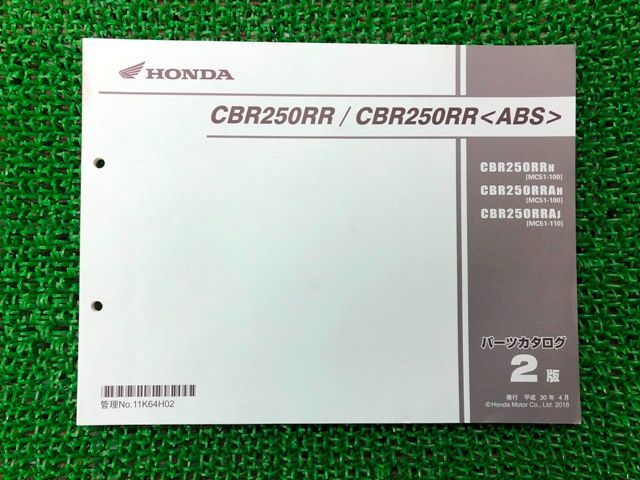 HONDA
CBR250RR / CBR250RR<ABS>
CBR250RRH
[MC51-100]
CBR250RRAH
[MC51-100]
CBR250RRAJ
[MC51-110]
パーツカタログ
2版
発行 平成 30年 4月
©Honda Motor Co., Ltd. 2018
管理No.11K64H02